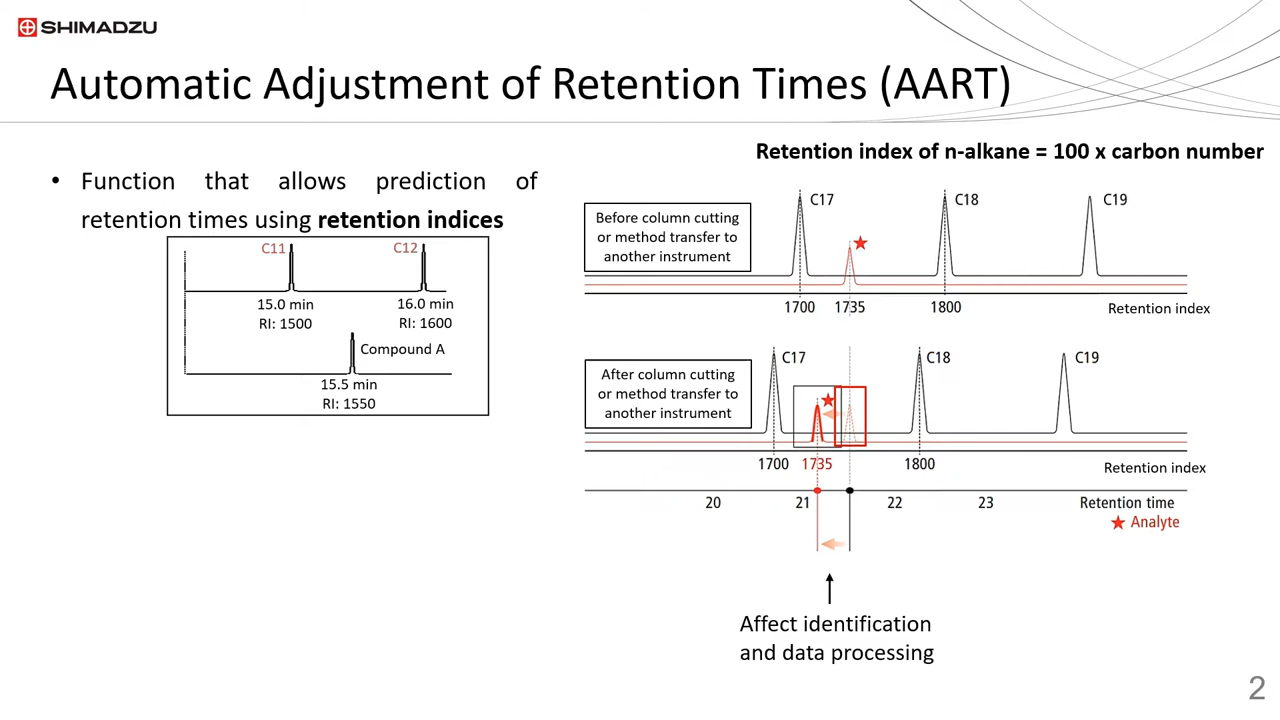 SHIMADZU
Automatic Adjustment of Retention Times (AART)
• Function that allows prediction of
retention times using retention indices
C11
C12
15.0 min
RI: 1500
16.0 min
RI: 1600
Compound A
15.5 min
RI: 1550
Retention index of n-alkane = 100 x carbon number
Before column cutting
or method transfer to
another instrument
C17
C18
C19
1700
1735
1800
Retention index
After column cutting
or method transfer to
another instrument
C17
C18
C19
1700
1735
1800
Retention index
20
21
22
23
Retention time
★ Analyte
Affect identification
and data processing
2